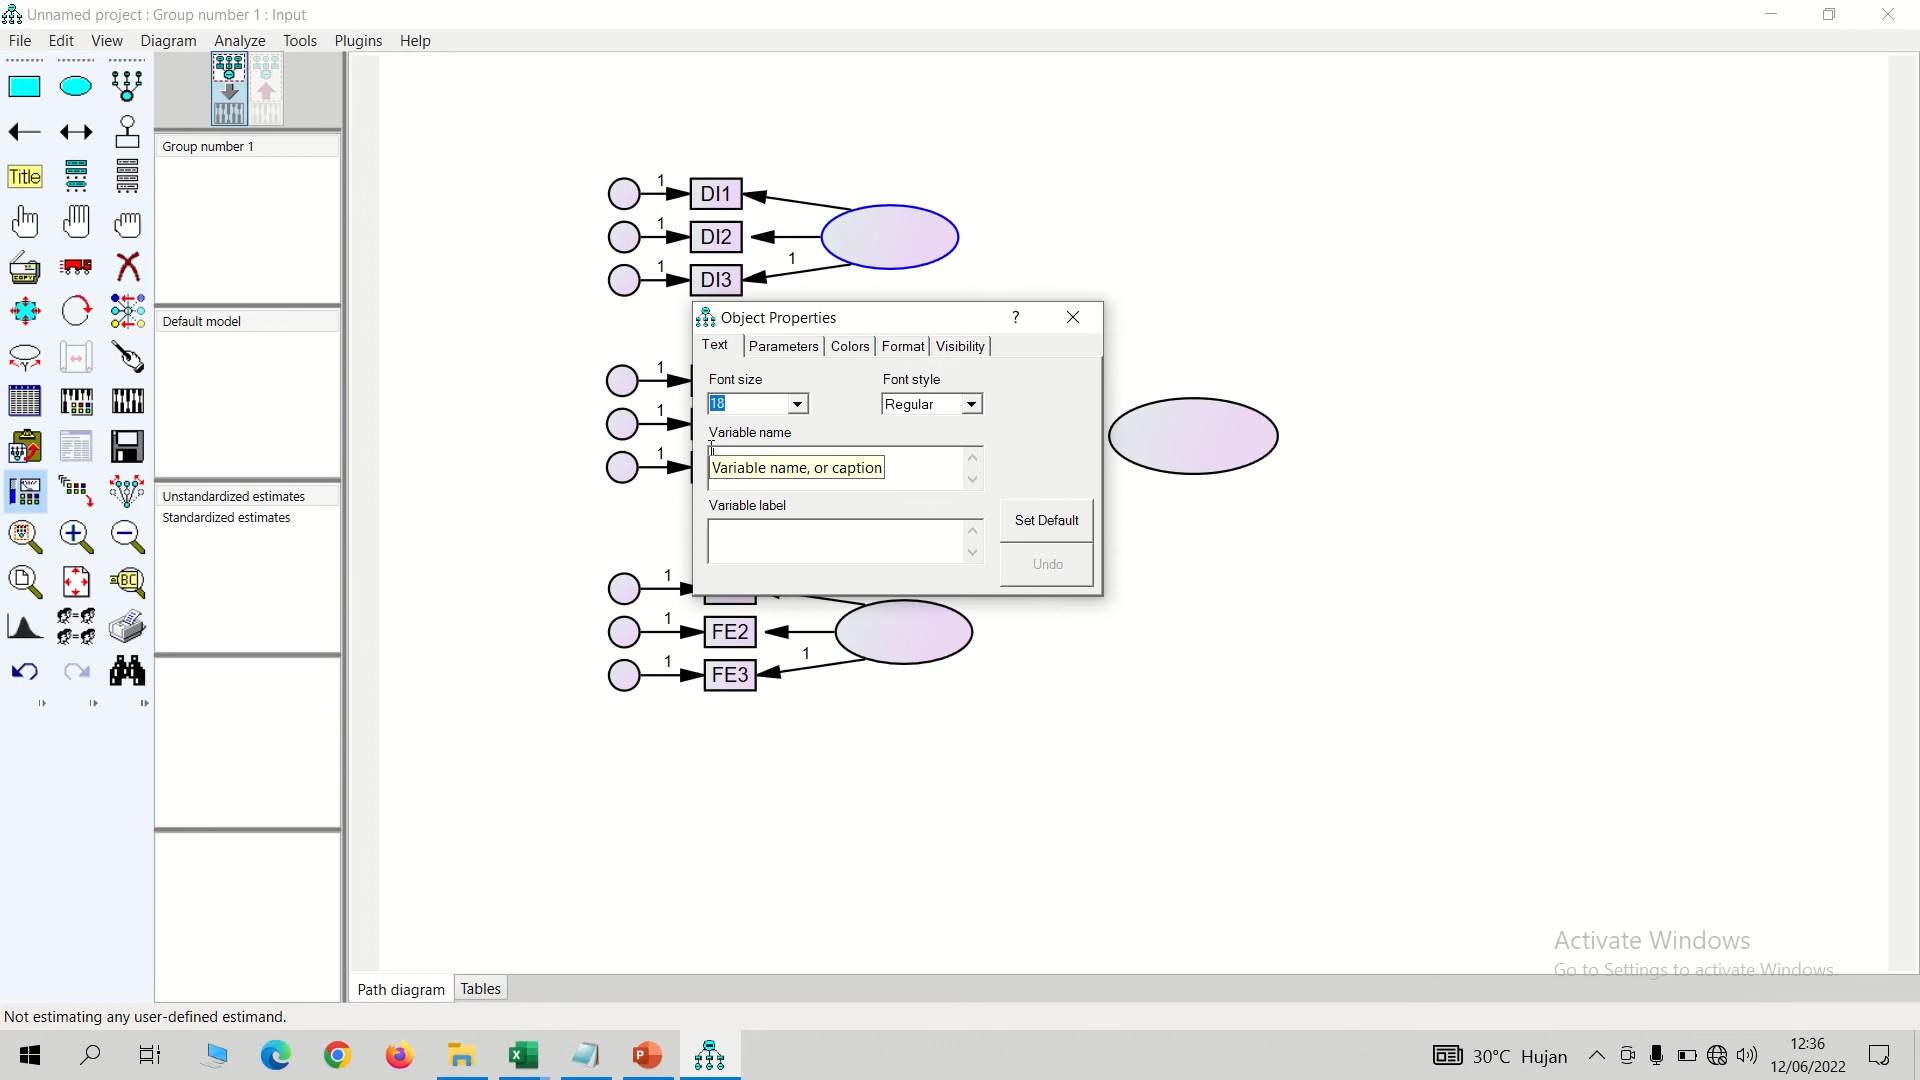 Unnamed project : Group number 1 : Input
File Edit View Diagram Analyze Tools Plugins Help
Title
Group number 1
Default model
Unstandardized estimates
Standardized estimates
1 DI1
1 DI2
1 DI3 1
Object Properties ?
Text Parameters Colors Format Visibility
Font size Font style
18 Regular
Variable name
Variable name, or caption
Variable label
Set Default
Undo
1
1
1
1
1 FE2
1 FE3 1
Activate Windows
Go to Settings to activate Windows.
Path diagram Tables
Not estimating any user-defined estimand.
30°C Hujan
12:36
12/06/2022